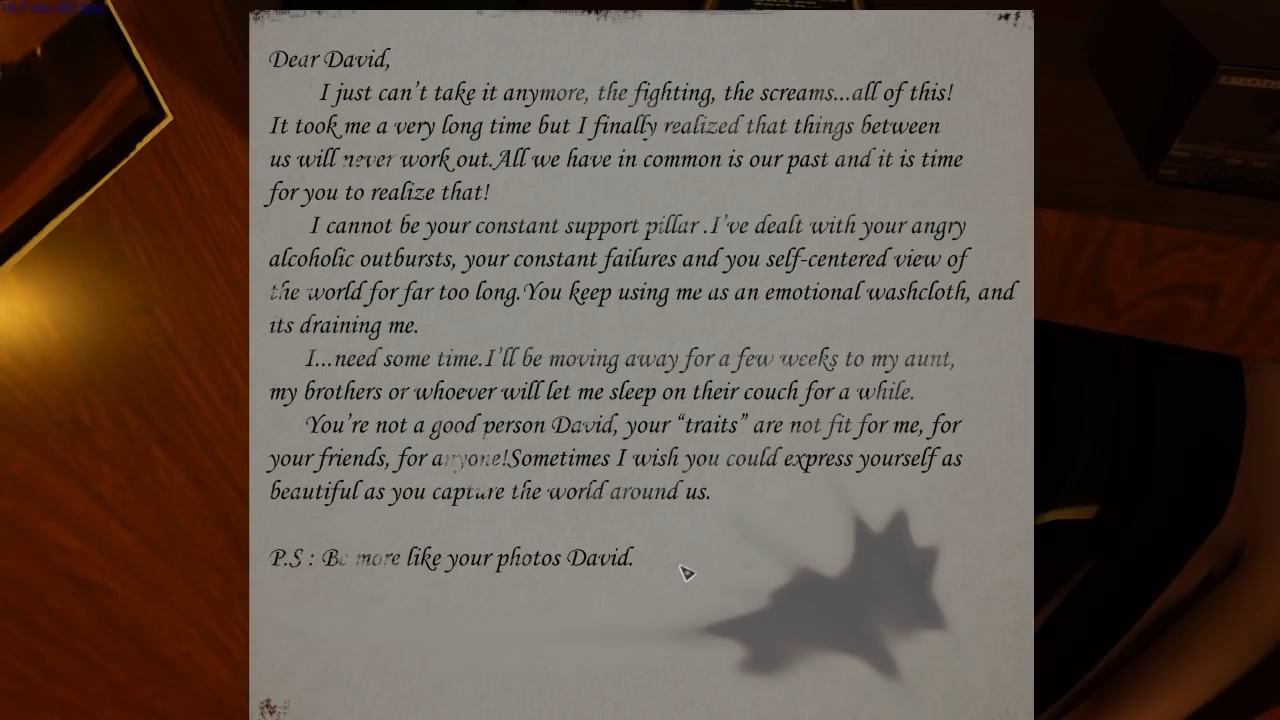 Dear David,
I just can't take it anymore, the fighting, the screams...all of this!
It took me a very long time but I finally realized that things between
us will never work out.All we have in common is our past and it is time
for you to realize that!
I cannot be your constant support pillar .I've dealt with your angry
alcoholic outbursts, your constant failures and you self-centered view of
the world for far too long.You keep using me as an emotional washcloth, and
its draining me.
I...need some time.I'll be moving away for a few weeks to my aunt,
my brothers or whoever will let me sleep on their couch for a while.
You're not a good person David, your “traits” are not fit for me, for
your friends, for anyone!Sometimes I wish you could express yourself as
beautiful as you capture the world around us.
P.S : Be more like your photos David.